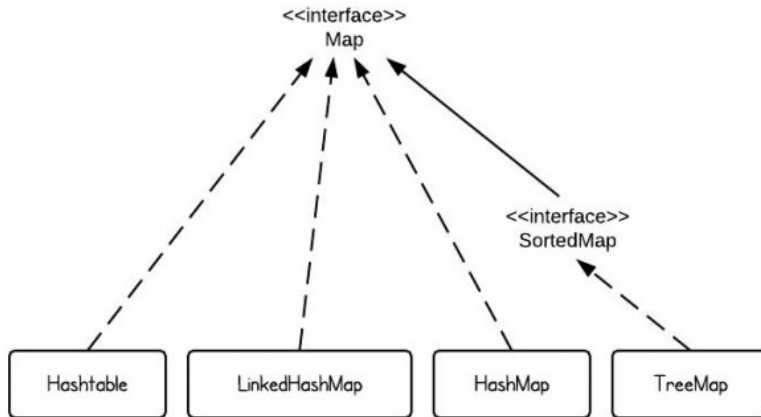 <<interface>>
Map
<<interface>>
SortedMap
Hashtable
LinkedHashMap
HashMap
TreeMap